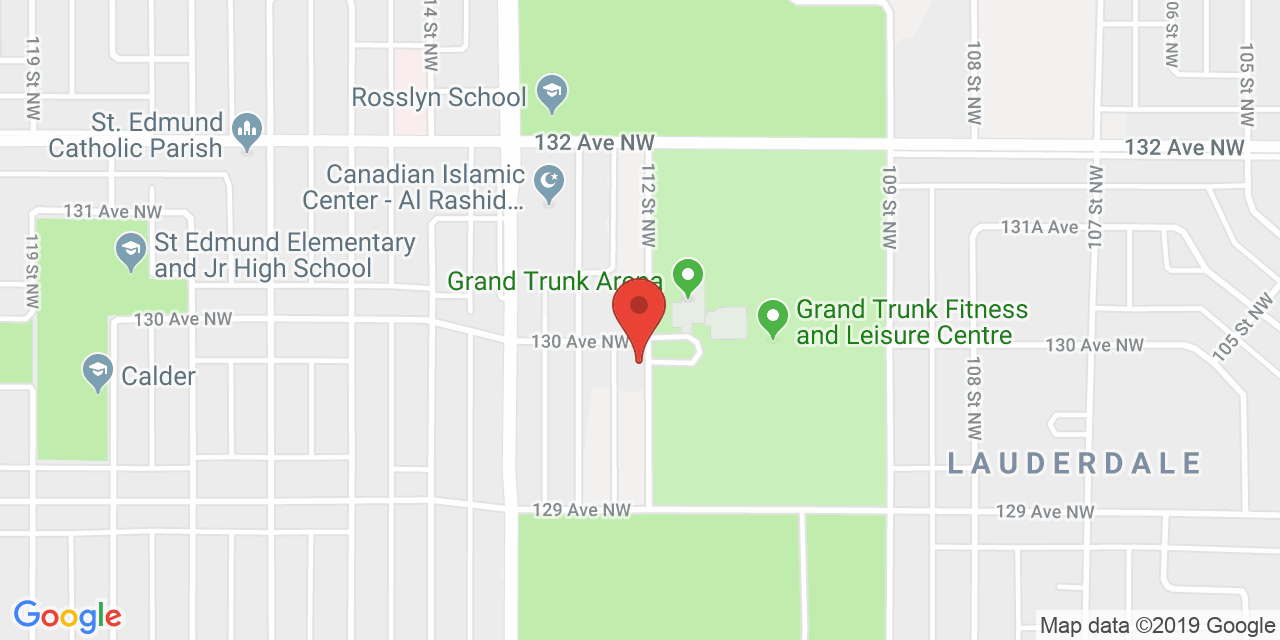 119 St NW
14 St NW
108 St NW
06 St NW
105 St NW
Rosslyn School
St. Edmund
Catholic Parish
132 Ave NW
132 Ave NW
Canadian Islamic
Center - Al Rashid...
112 St NW
109 St NW
107 St NW
131 Ave NW
131A Ave
119 St NW
St Edmund Elementary
and Jr High School
Grand Trunk Arena
Grand Trunk Fitness
and Leisure Centre
130 Ave NW
130 Ave NW
130 Ave NW
105 St NW
Calder
108 St NW
LAUDERDALE
129 Ave NW
129 Ave NW
Google
Map data ©2019 Google